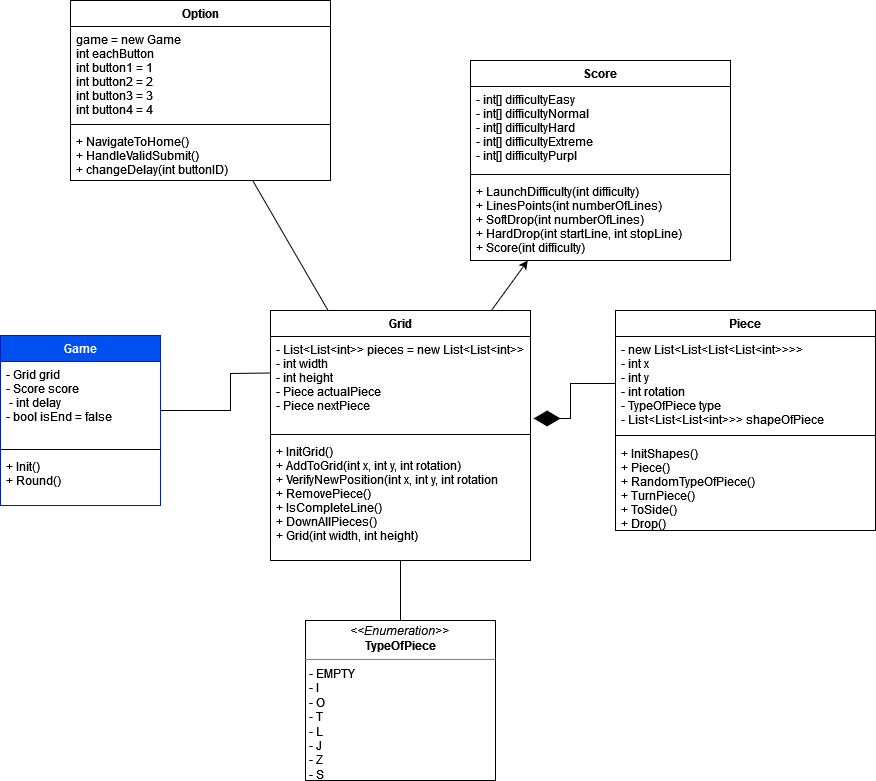 Option
game = new Game
int eachButton
int button1 = 1
int button2 = 2
int button3 = 3
int button4 = 4
+ NavigateToHome()
+ HandleValidSubmit()
+ changeDelay(int buttonID)
Score
- int[] difficultyEasy
- int[] difficultyNormal
- int[] difficultyHard
- int[] difficultyExtreme
- int[] difficultyPurpl
+ LaunchDifficulty(int difficulty)
+ LinesPoints(int numberOfLines)
+ SoftDrop(int numberOfLines)
+ HardDrop(int startLine, int stopLine)
+ Score(int difficulty)
Game
- Grid grid
- Score score
- int delay
- bool isEnd = false
+ Init()
+ Round()
Grid
- List<List<int>> pieces = new List<List<int>>
- int width
- int height
- Piece actualPiece
- Piece nextPiece
+ InitGrid()
+ AddToGrid(int x, int y, int rotation)
+ VerifyNewPosition(int x, int y, int rotation
+ RemovePiece()
+ IsCompleteLine()
+ DownAllPieces()
+ Grid(int width, int height)
Piece
- new List<List<List<List<int>>>>
- int x
- int y
- int rotation
- TypeOfPiece type
- List<List<List<int>>> shapeOfPiece
+ InitShapes()
+ Piece()
+ RandomTypeOfPiece()
+ TurnPiece()
+ ToSide()
+ Drop()
<<Enumeration>>
TypeOfPiece
- EMPTY
- I
- O
- T
- L
- J
- Z
- S